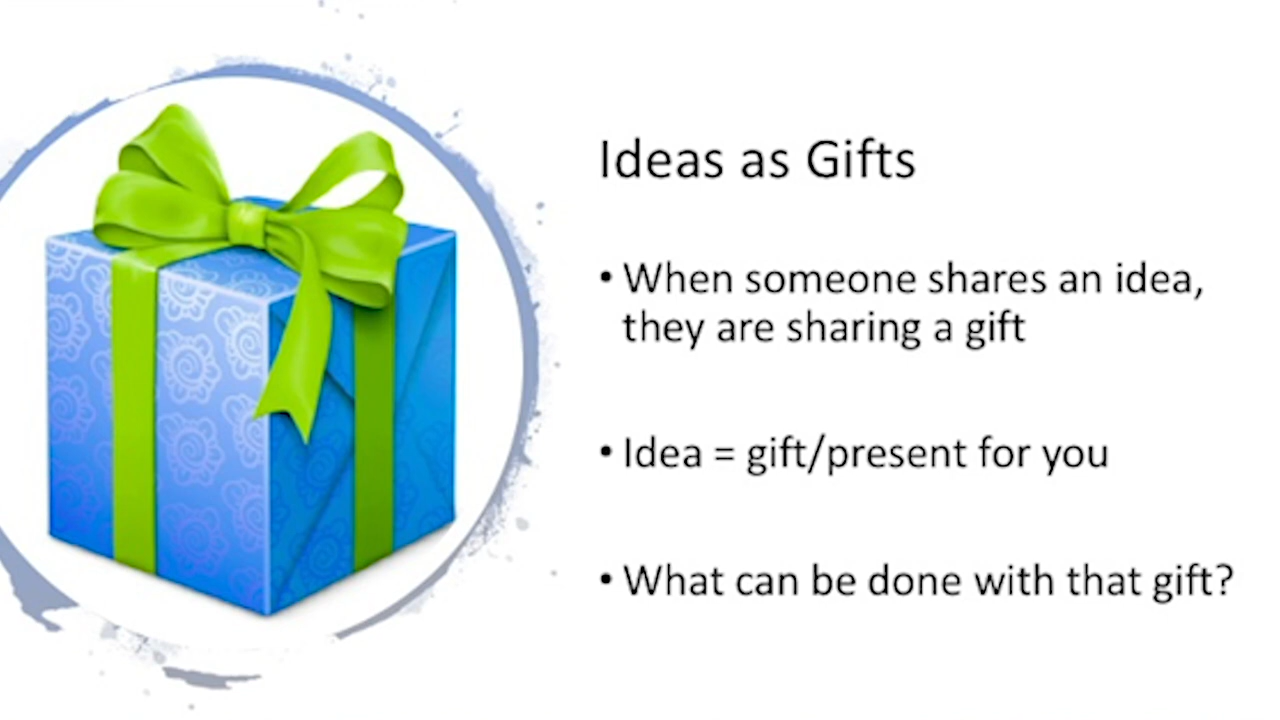 Ideas as Gifts
• When someone shares an idea,
they are sharing a gift
• Idea = gift/present for you
• What can be done with that gift?